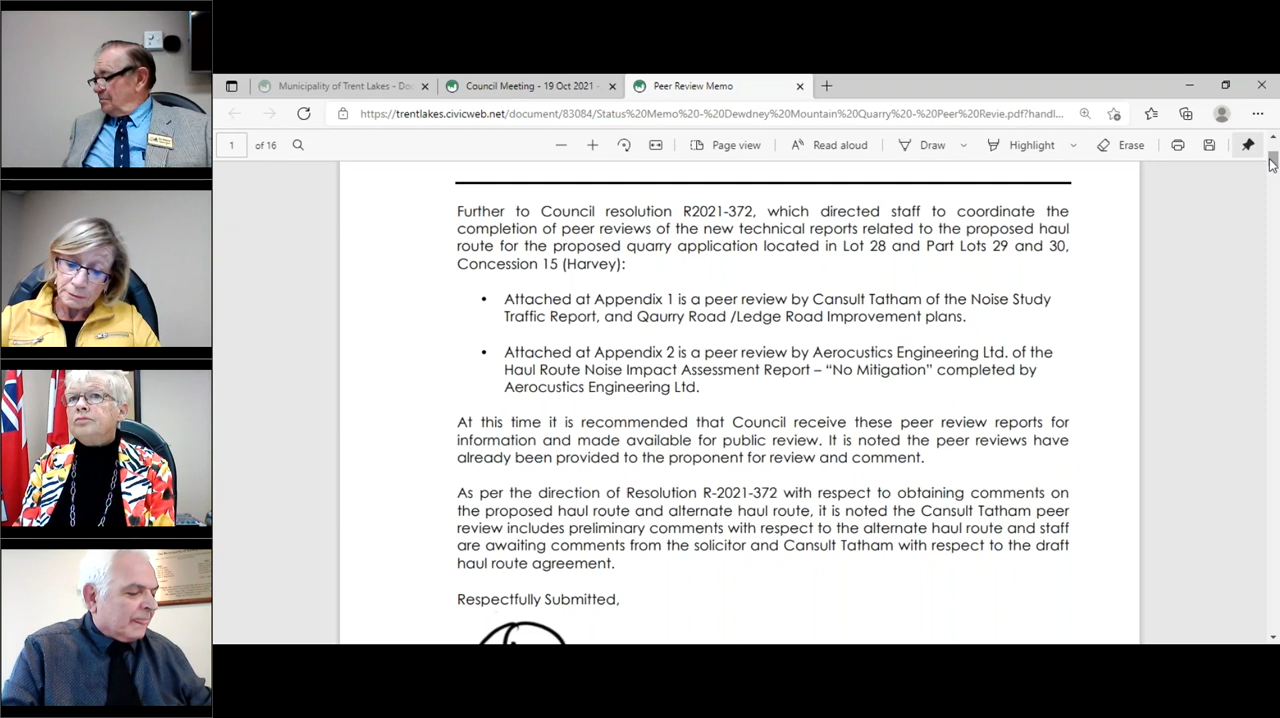 Municipality of Trent Lakes - Doc
Council Meeting - 19 Oct 2021 -
Peer Review Memo
https://trentlakes.civicweb.net/document/83084/Status%20Memo%20-%20Dewdney%20Mountain%20Quarry%20-%20Peer%20Revie.pdf?handl...
1 of 16
Page view
Read aloud
Draw
Highlight
Erase
Further to Council resolution R2021-372, which directed staff to coordinate the
completion of peer reviews of the new technical reports related to the proposed haul
route for the proposed quarry application located in Lot 28 and Part Lots 29 and 30,
Concession 15 (Harvey):
• Attached at Appendix 1 is a peer review by Cansult Tatham of the Noise Study
Traffic Report, and Qaurry Road /Ledge Road Improvement plans.
• Attached at Appendix 2 is a peer review by Aerocustics Engineering Ltd. of the
Haul Route Noise Impact Assessment Report – “No Mitigation” completed by
Aerocustics Engineering Ltd.
At this time it is recommended that Council receive these peer review reports for
information and made available for public review. It is noted the peer reviews have
already been provided to the proponent for review and comment.
As per the direction of Resolution R-2021-372 with respect to obtaining comments on
the proposed haul route and alternate haul route, it is noted the Cansult Tatham peer
review includes preliminary comments with respect to the alternate haul route and staff
are awaiting comments from the solicitor and Cansult Tatham with respect to the draft
haul route agreement.
Respectfully Submitted,